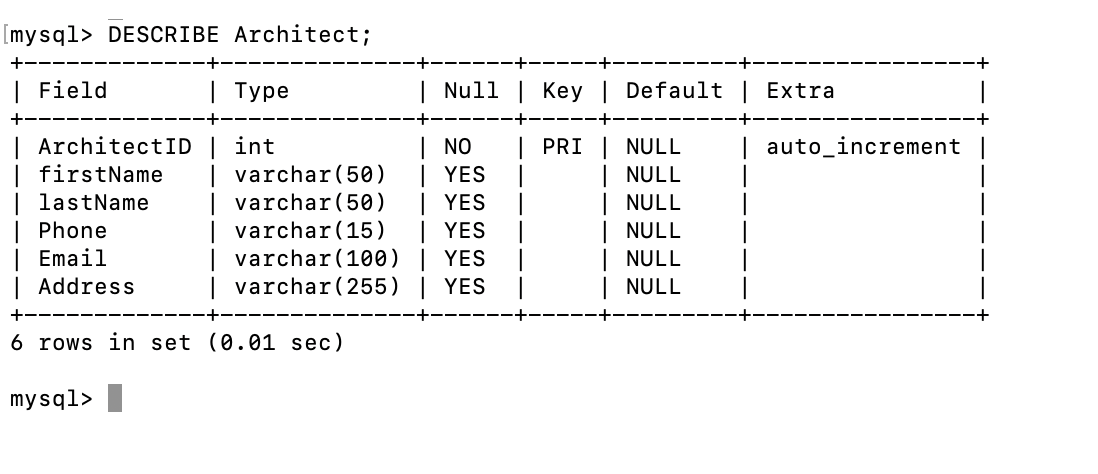 mysql> DESCRIBE Architect;
+-------------+--------------+------+-----+---------+----------------+
| Field       | Type         | Null | Key | Default | Extra          |
+-------------+--------------+------+-----+---------+----------------+
| ArchitectID | int          | NO   | PRI | NULL    | auto_increment |
| firstName   | varchar(50)  | YES  |     | NULL    |                |
| lastName    | varchar(50)  | YES  |     | NULL    |                |
| Phone       | varchar(15)  | YES  |     | NULL    |                |
| Email       | varchar(100) | YES  |     | NULL    |                |
| Address     | varchar(255) | YES  |     | NULL    |                |
+-------------+--------------+------+-----+---------+----------------+
6 rows in set (0.01 sec)
mysql>